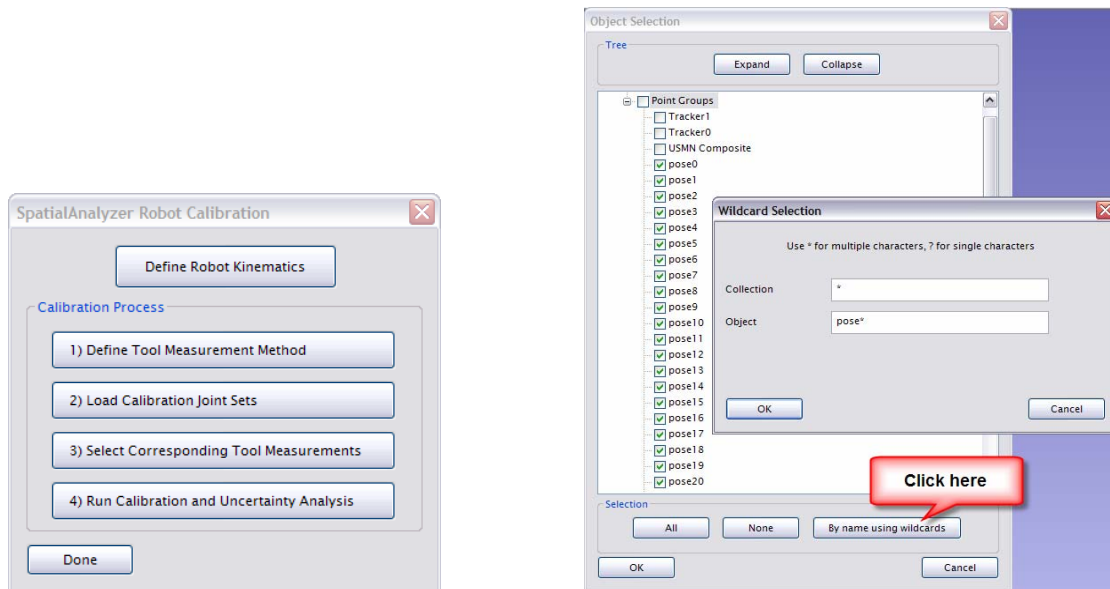 SpatialAnalyzer Robot Calibration
Define Robot Kinematics
Calibration Process
1) Define Tool Measurement Method
2) Load Calibration Joint Sets
3) Select Corresponding Tool Measurements
4) Run Calibration and Uncertainty Analysis
Done
Object Selection
Tree
Expand Collapse
Point Groups
Tracker1
Tracker0
USMN Composite
pose0
pose1
pose2
pose3
pose4
pose5
pose6
pose7
pose8
pose9
pose10
pose11
pose12
pose13
pose14
pose15
pose16
pose17
pose18
pose19
pose20
Wildcard Selection
Use * for multiple characters, ? for single characters
Collection *
Object pose*
OK Cancel
Click here
Selection
All None By name using wildcards
OK Cancel